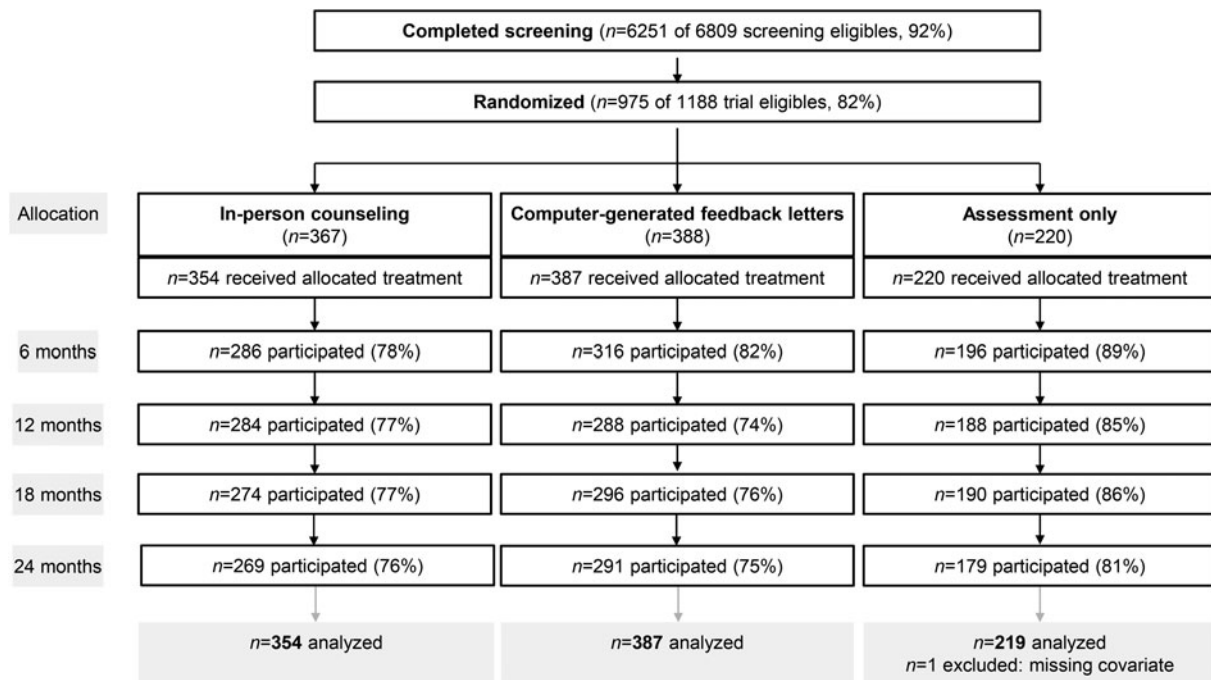 Completed screening (n=6251 of 6809 screening eligibles, 92%)
Randomized (n=975 of 1188 trial eligibles, 82%)
Allocation
In-person counseling
(n=367)
Computer-generated feedback letters
(n=388)
Assessment only
(n=220)
n=354 received allocated treatment
n=387 received allocated treatment
n=220 received allocated treatment
6 months
n=286 participated (78%)
n=316 participated (82%)
n=196 participated (89%)
12 months
n=284 participated (77%)
n=288 participated (74%)
n=188 participated (85%)
18 months
n=274 participated (77%)
n=296 participated (76%)
n=190 participated (86%)
24 months
n=269 participated (76%)
n=291 participated (75%)
n=179 participated (81%)
n=354 analyzed
n=387 analyzed
n=219 analyzed
n=1 excluded: missing covariate